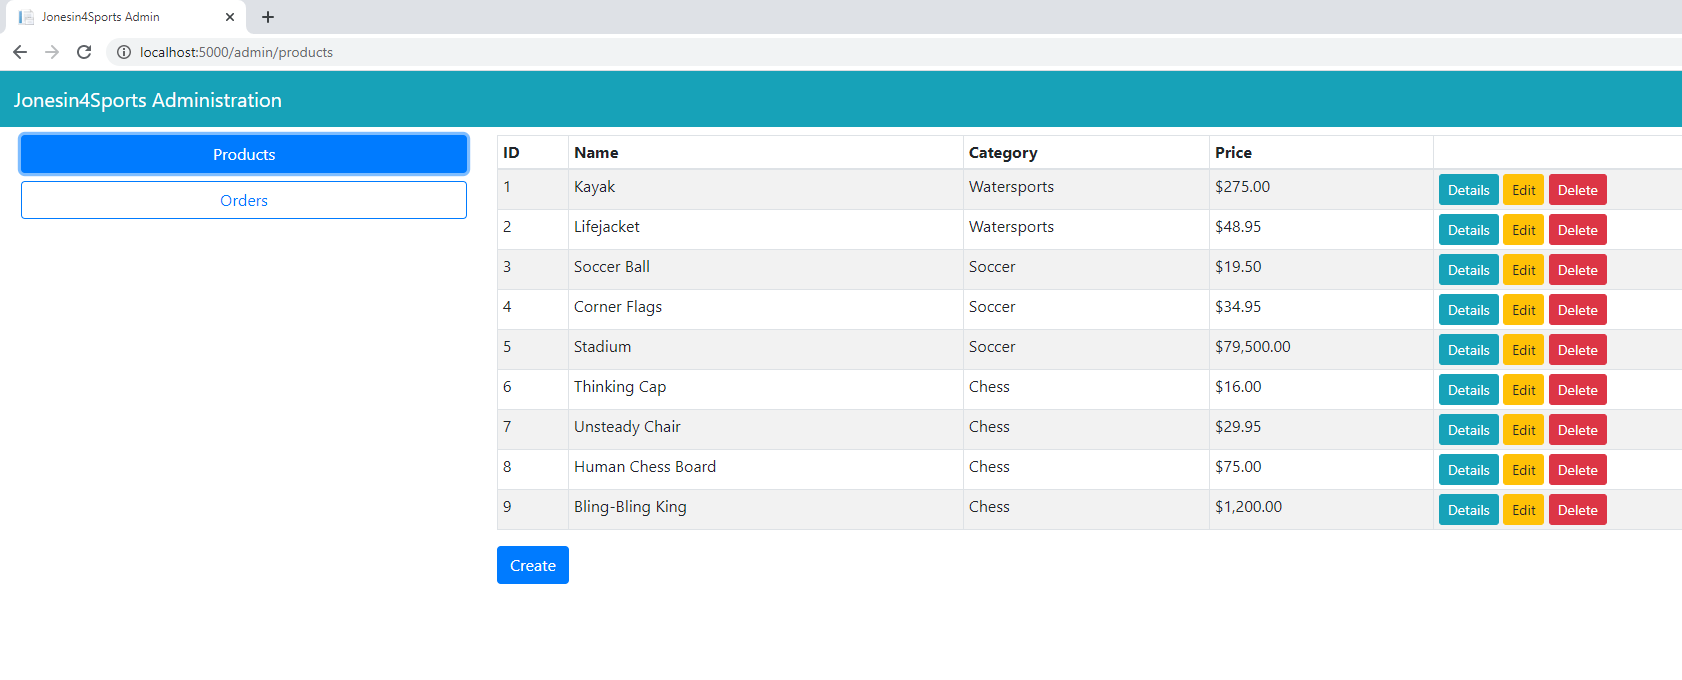 Jonesin4Sports Admin
localhost:5000/admin/products
Jonesin4Sports Administration
Products
Orders
ID Name Category Price
1 Kayak Watersports $275.00 Details Edit Delete
2 Lifejacket Watersports $48.95 Details Edit Delete
3 Soccer Ball Soccer $19.50 Details Edit Delete
4 Corner Flags Soccer $34.95 Details Edit Delete
5 Stadium Soccer $79,500.00 Details Edit Delete
6 Thinking Cap Chess $16.00 Details Edit Delete
7 Unsteady Chair Chess $29.95 Details Edit Delete
8 Human Chess Board Chess $75.00 Details Edit Delete
9 Bling-Bling King Chess $1,200.00 Details Edit Delete
Create